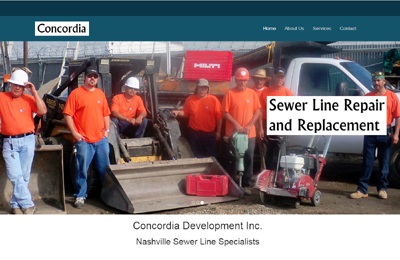 Concordia
Home About Us Services Contact
HILTI
Sewer Line Repair
and Replacement
Concordia Development Inc.
Nashville Sewer Line Specialists